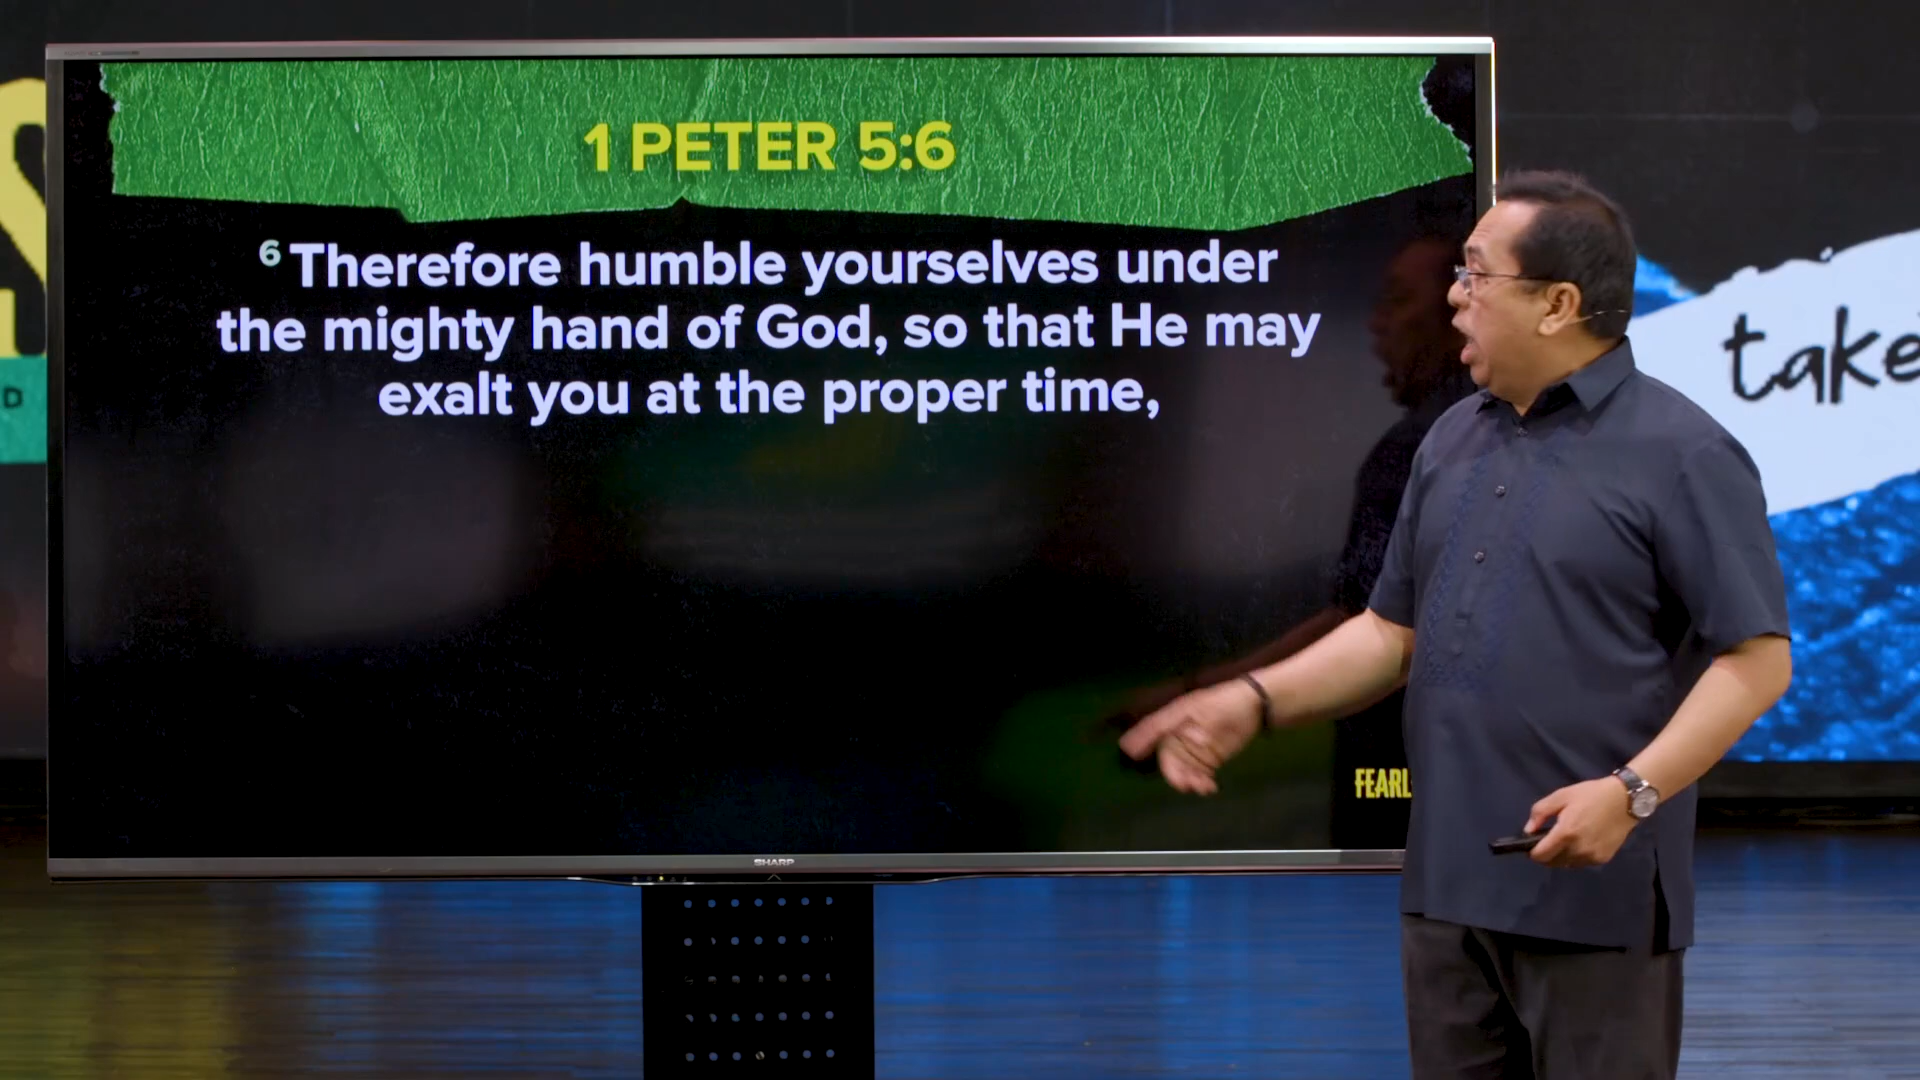 1 PETER 5:6
6 Therefore humble yourselves under
the mighty hand of God, so that He may
exalt you at the proper time,
take
FEARL
SHARP
S
D